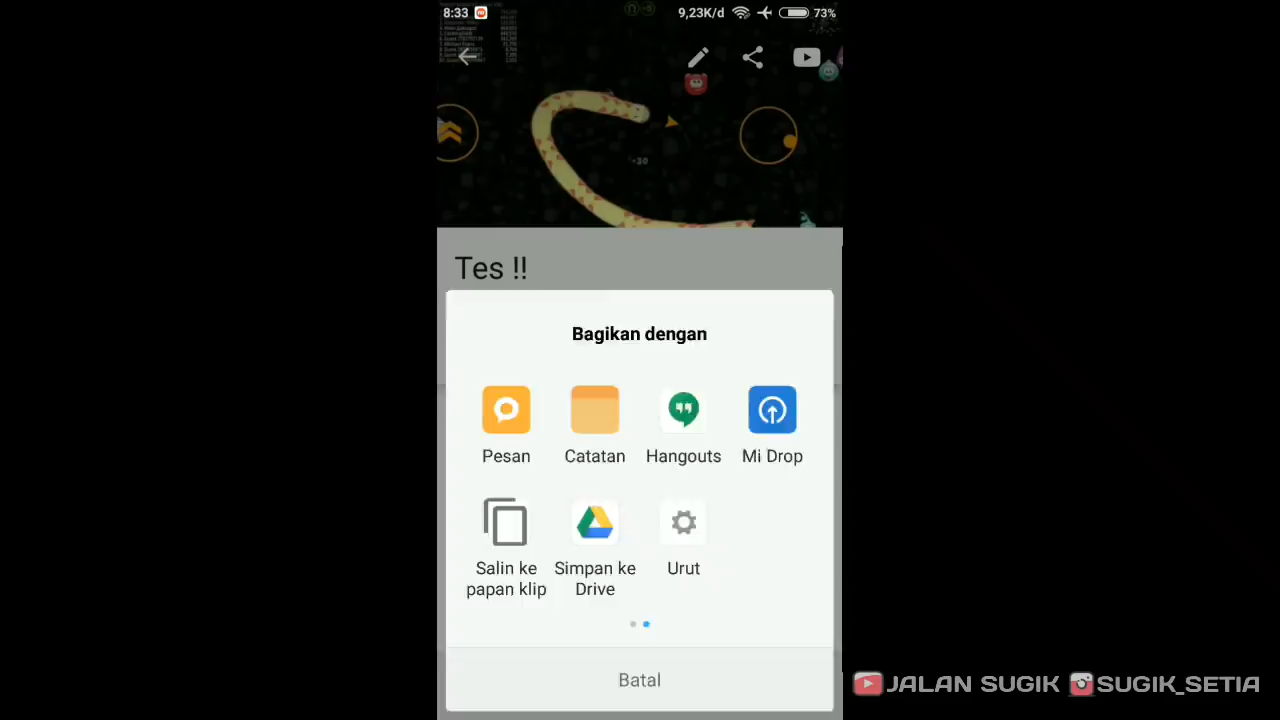 8:33
9,23K/d
73%
-30
Tes !!
Bagikan dengan
Pesan
Catatan
Hangouts
Mi Drop
Salin ke
papan klip
Simpan ke
Drive
Urut
Batal
JALAN SUGIK
SUGIK_SETIA